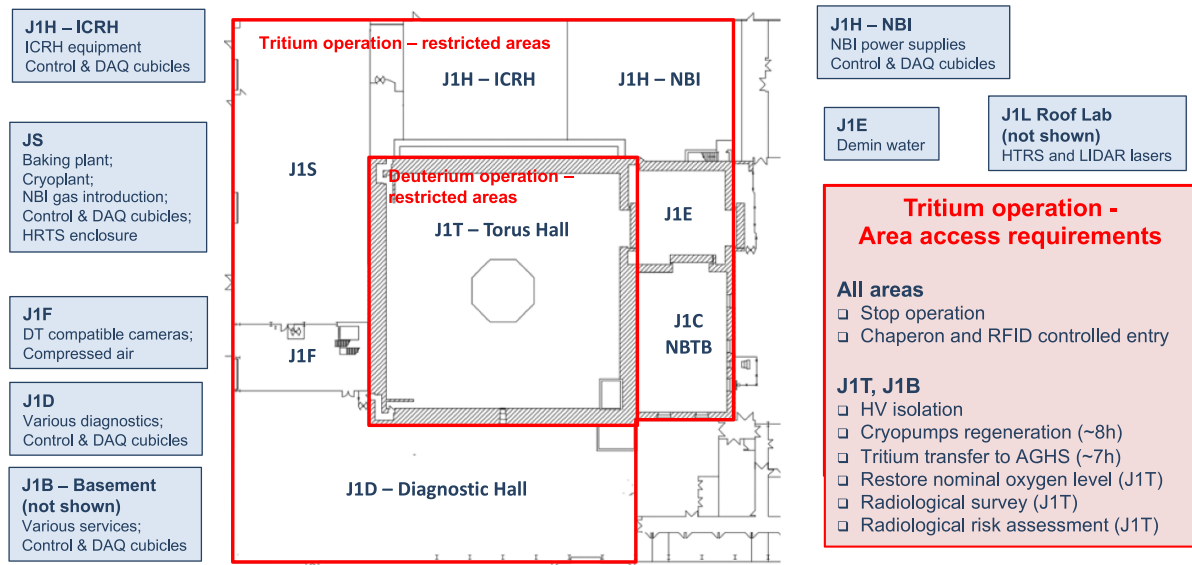 J1H – ICRH
ICRH equipment
Control & DAQ cubicles
JS
Baking plant;
Cryoplant;
NBI gas introduction;
Control & DAQ cubicles;
HRTS enclosure
J1F
DT compatible cameras;
Compressed air
J1D
Various diagnostics;
Control & DAQ cubicles
J1B – Basement
(not shown)
Various services;
Control & DAQ cubicles
Tritium operation – restricted areas
J1H – ICRH
J1H – NBI
J1S
Deuterium operation –
restricted areas
J1T – Torus Hall
J1E
J1C
NBTB
J1F
J1D – Diagnostic Hall
J1H – NBI
NBI power supplies
Control & DAQ cubicles
J1E
Demin water
J1L Roof Lab
(not shown)
HTRS and LIDAR lasers
Tritium operation -
Area access requirements
All areas
Stop operation
Chaperon and RFID controlled entry
J1T, J1B
HV isolation
Cryopumps regeneration (~8h)
Tritium transfer to AGHS (~7h)
Restore nominal oxygen level (J1T)
Radiological survey (J1T)
Radiological risk assessment (J1T)